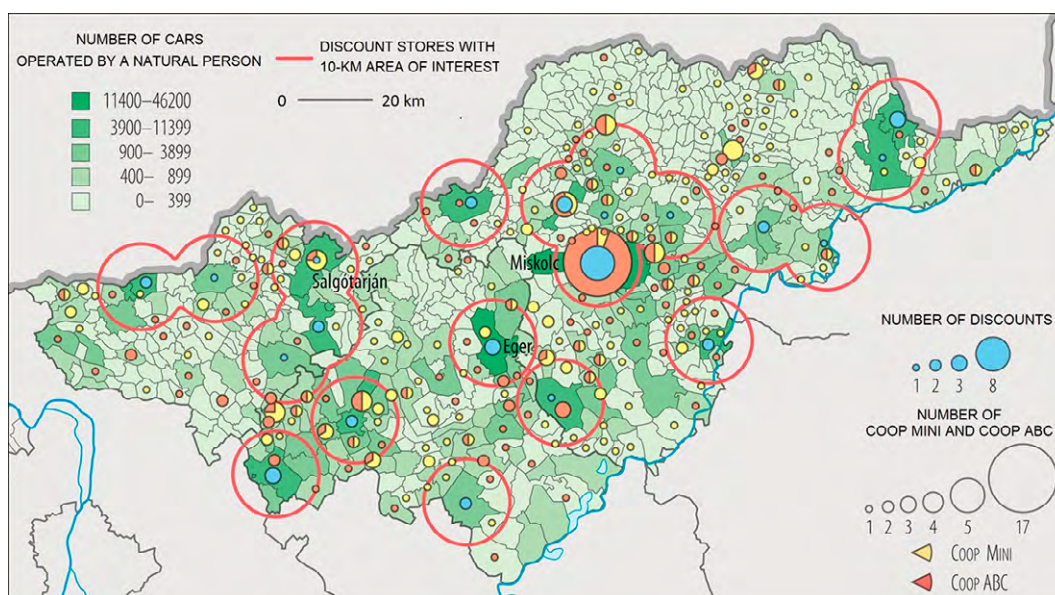 NUMBER OF CARS
OPERATED BY A NATURAL PERSON
11400–46200
3900–11399
900– 3899
400– 899
0– 399
DISCOUNT STORES WITH
10-KM AREA OF INTEREST
0 20 km
Miskolc
Salgótarján
Eger
NUMBER OF DISCOUNTS
1 2 3 8
NUMBER OF
COOP MINI AND COOP ABC
1 2 3 4 5 17
COOP MINI
COOP ABC